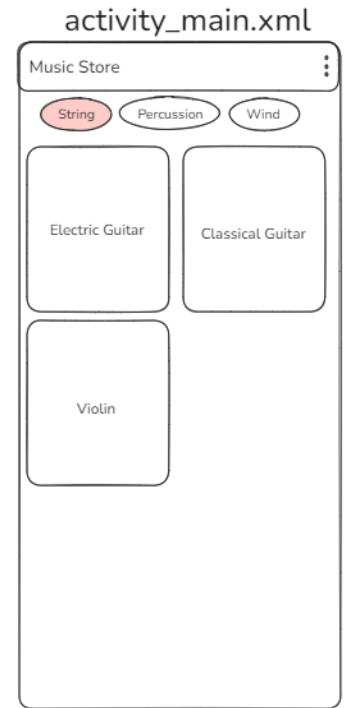 activity_main.xml
Music Store
String Percussion Wind
Electric Guitar
Classical Guitar
Violin